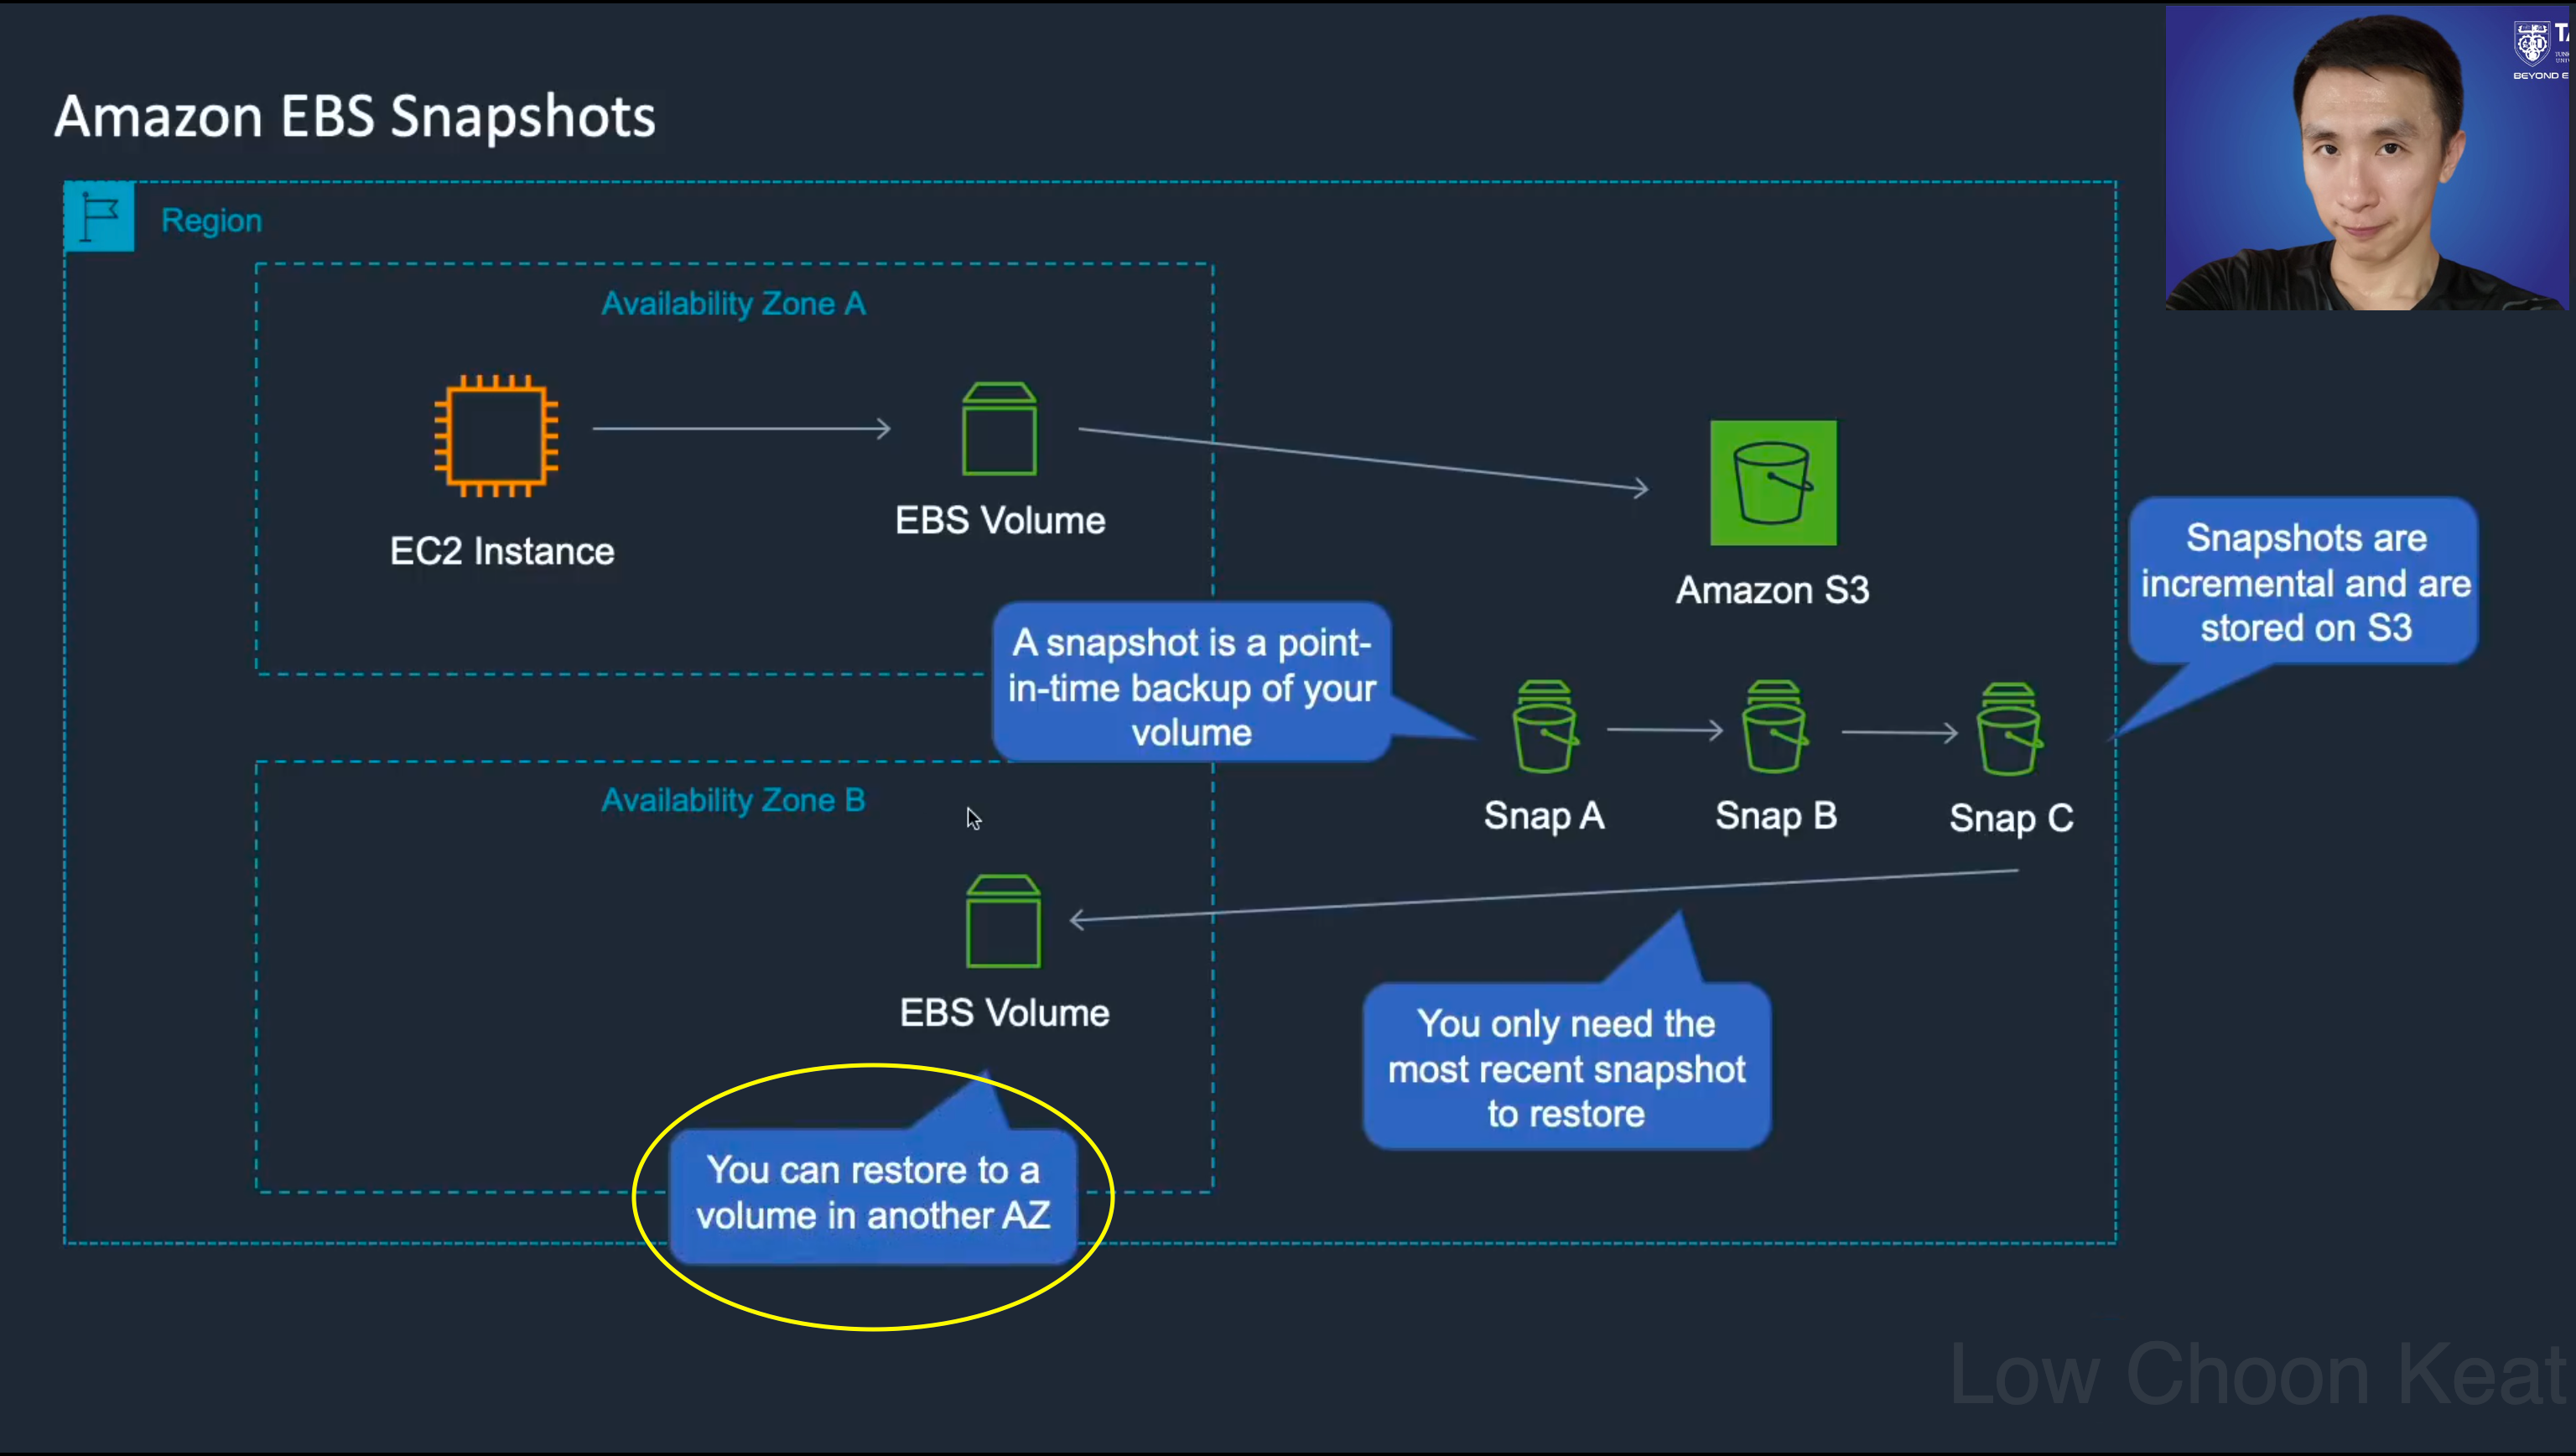 Amazon EBS Snapshots
BEYOND E
Region
Availability Zone A
EC2 Instance
EBS Volume
Amazon S3
Snapshots are
incremental and are
stored on S3
A snapshot is a point-
in-time backup of your
volume
Snap A
Snap B
Snap C
Availability Zone B
EBS Volume
You only need the
most recent snapshot
to restore
You can restore to a
volume in another AZ
Low Choon Keat